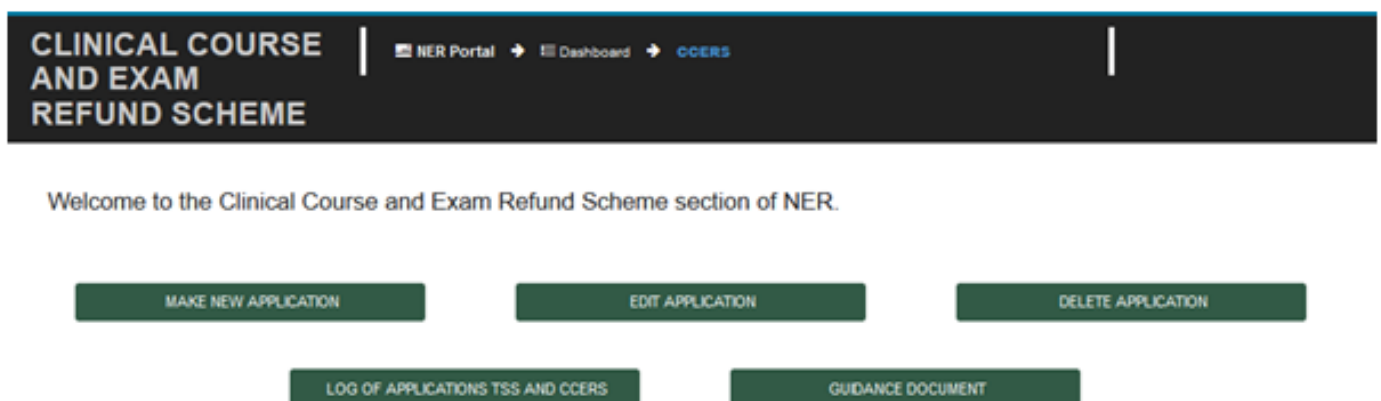 CLINICAL COURSE
AND EXAM
REFUND SCHEME
NER Portal Dashboard CCERS
Welcome to the Clinical Course and Exam Refund Scheme section of NER.
MAKE NEW APPLICATION EDIT APPLICATION DELETE APPLICATION
LOG OF APPLICATIONS TSS AND CCERS GUIDANCE DOCUMENT